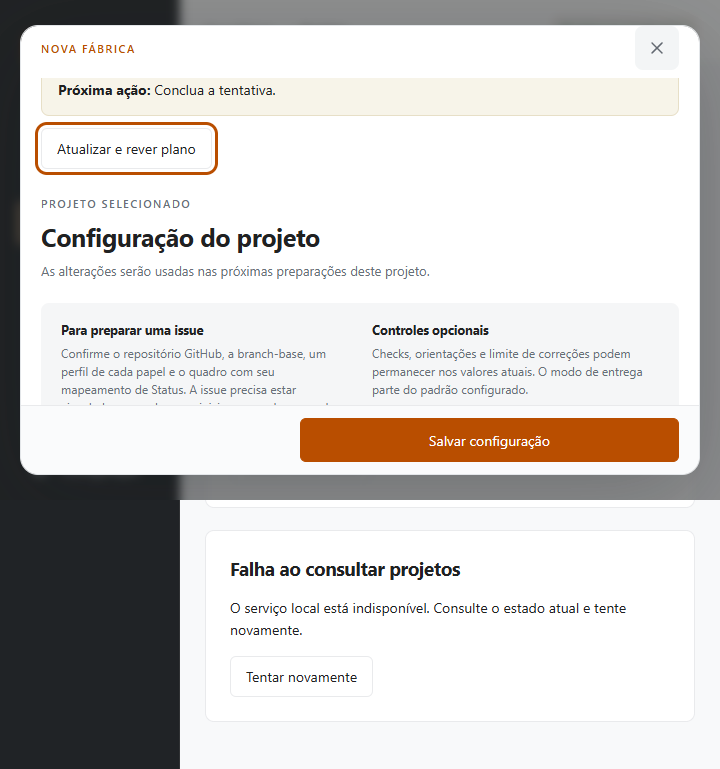 NOVA FÁBRICA
Próxima ação: Conclua a tentativa.
Atualizar e rever plano
PROJETO SELECIONADO
Configuração do projeto
As alterações serão usadas nas próximas preparações deste projeto.
Para preparar uma issue
Confirme o repositório GitHub, a branch-base, um
perfil de cada papel e o quadro com seu
mapeamento de Status. A issue precisa estar
Controles opcionais
Checks, orientações e limite de correções podem
permanecer nos valores atuais. O modo de entrega
parte do padrão configurado.
Salvar configuração
Falha ao consultar projetos
O serviço local está indisponível. Consulte o estado atual e tente
novamente.
Tentar novamente